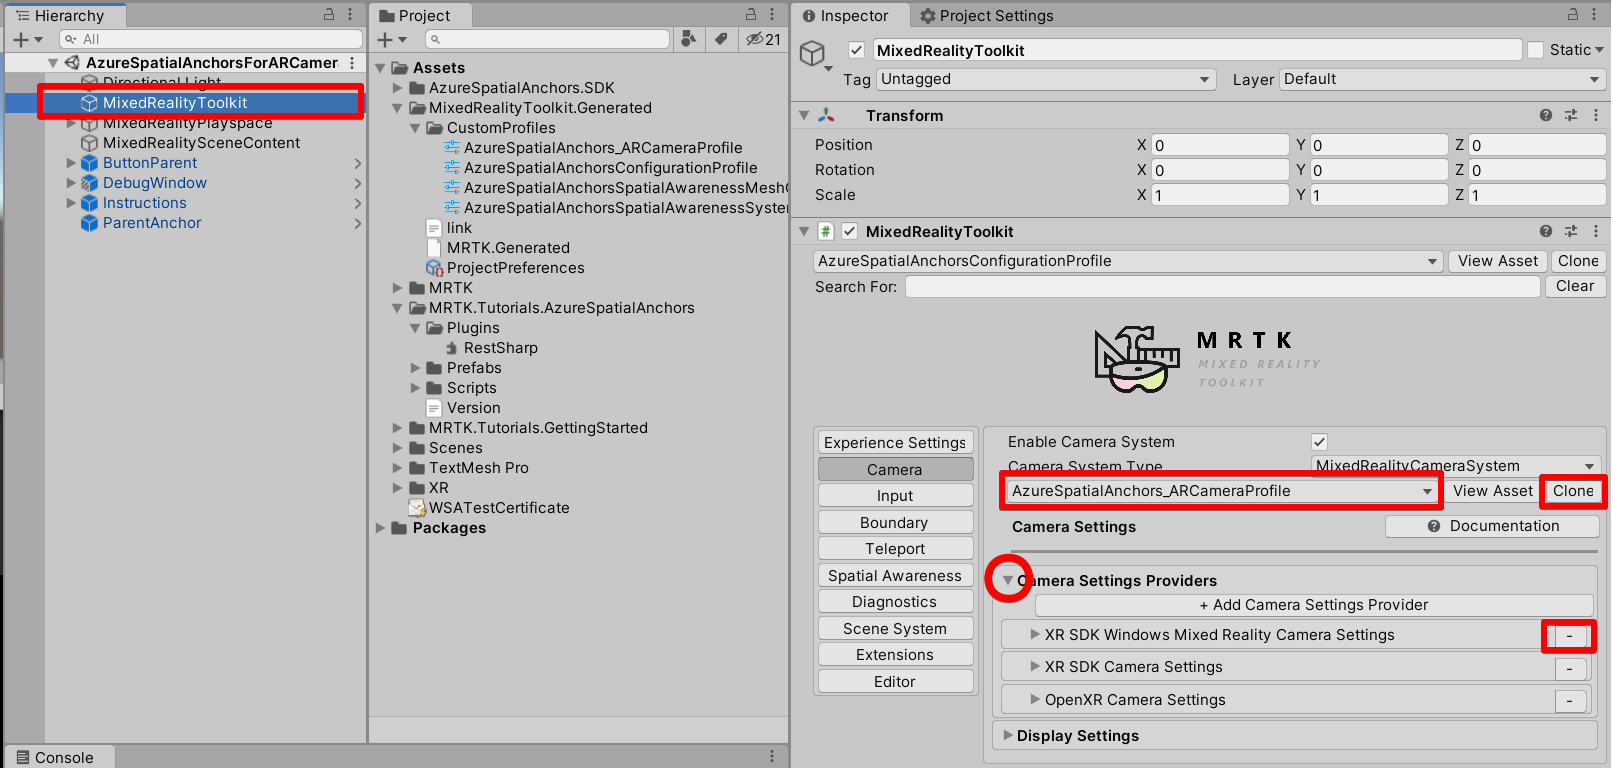 Hierarchy
All
AzureSpatialAnchorsForARCamer
Directional Light
MixedRealityToolkit
MixedRealityPlayspace
MixedRealitySceneContent
ButtonParent
DebugWindow
Instructions
ParentAnchor
Console
Project
21
Assets
AzureSpatialAnchors.SDK
MixedRealityToolkit.Generated
CustomProfiles
AzureSpatialAnchors_ARCameraProfile
AzureSpatialAnchorsConfigurationProfile
AzureSpatialAnchorsSpatialAwarenessMesh
AzureSpatialAnchorsSpatialAwarenessSyste
link
MRTK.Generated
ProjectPreferences
MRTK
MRTK.Tutorials.AzureSpatialAnchors
Plugins
RestSharp
Prefabs
Scripts
Version
MRTK.Tutorials.GettingStarted
Scenes
TextMesh Pro
XR
WSATestCertificate
Packages
Inspector Project Settings
MixedRealityToolkit Static
Tag Untagged Layer Default
Transform
Position X 0 Y 0 Z 0
Rotation X 0 Y 0 Z 0
Scale X 1 Y 1 Z 1
# MixedRealityToolkit
AzureSpatialAnchorsConfigurationProfile View Asset Clone
Search For: Clear
MRTK
MIXED REALITY
TOOLKIT
Experience Settings
Camera
Input
Boundary
Teleport
Spatial Awareness
Diagnostics
Scene System
Extensions
Editor
Enable Camera System
Camera System Type MixedRealityCameraSystem
AzureSpatialAnchors_ARCameraProfile View Asset Clone
Camera Settings Documentation
Camera Settings Providers
+ Add Camera Settings Provider
XR SDK Windows Mixed Reality Camera Settings -
XR SDK Camera Settings -
OpenXR Camera Settings -
Display Settings